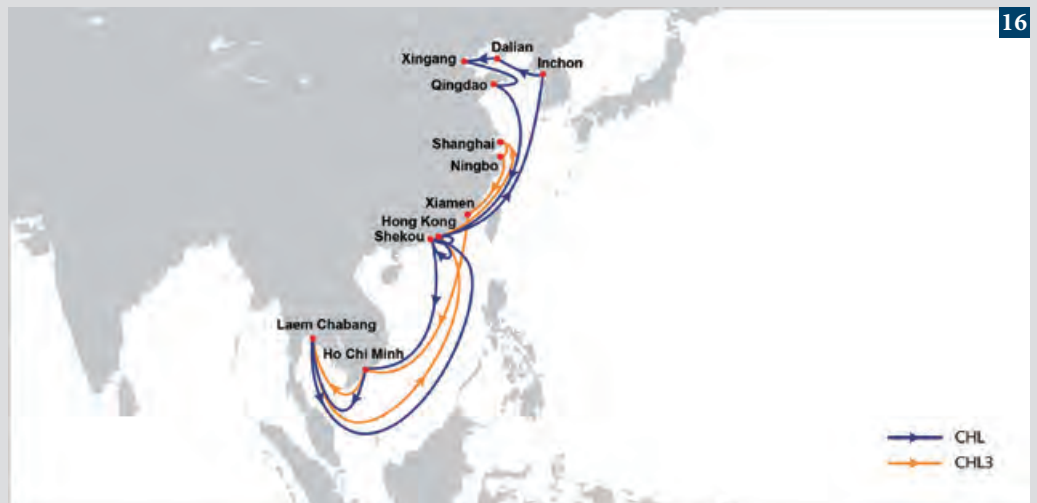 16
Dalian
Xingang
Inchon
Qingdao
Shanghai
Ningbo
Xiamen
Hong Kong
Shekou
Laem Chabang
Ho Chi Minh
CHL
CHL3